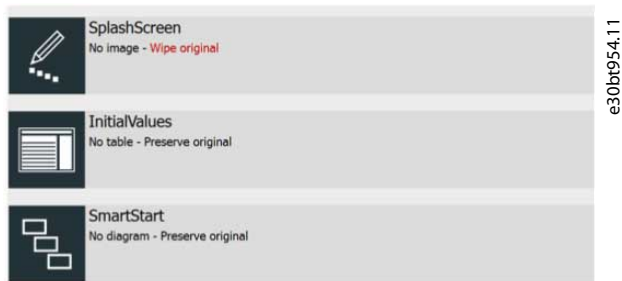 SplashScreen
No image - Wipe original
InitialValues
No table - Preserve original
SmartStart
No diagram - Preserve original
e30bt954.11